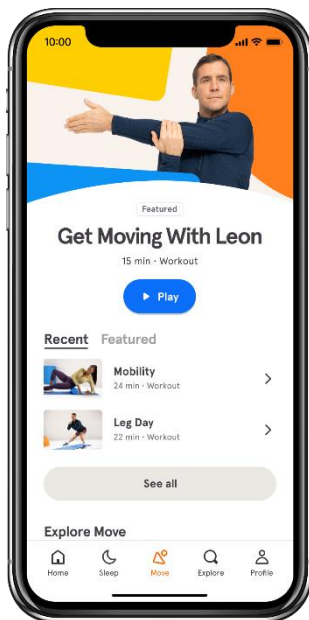 10:00
Featured
Get Moving With Leon
15 min · Workout
Play
Recent Featured
Mobility
24 min · Workout
Leg Day
22 min · Workout
See all
Explore Move
Home Sleep Move Explore Profile